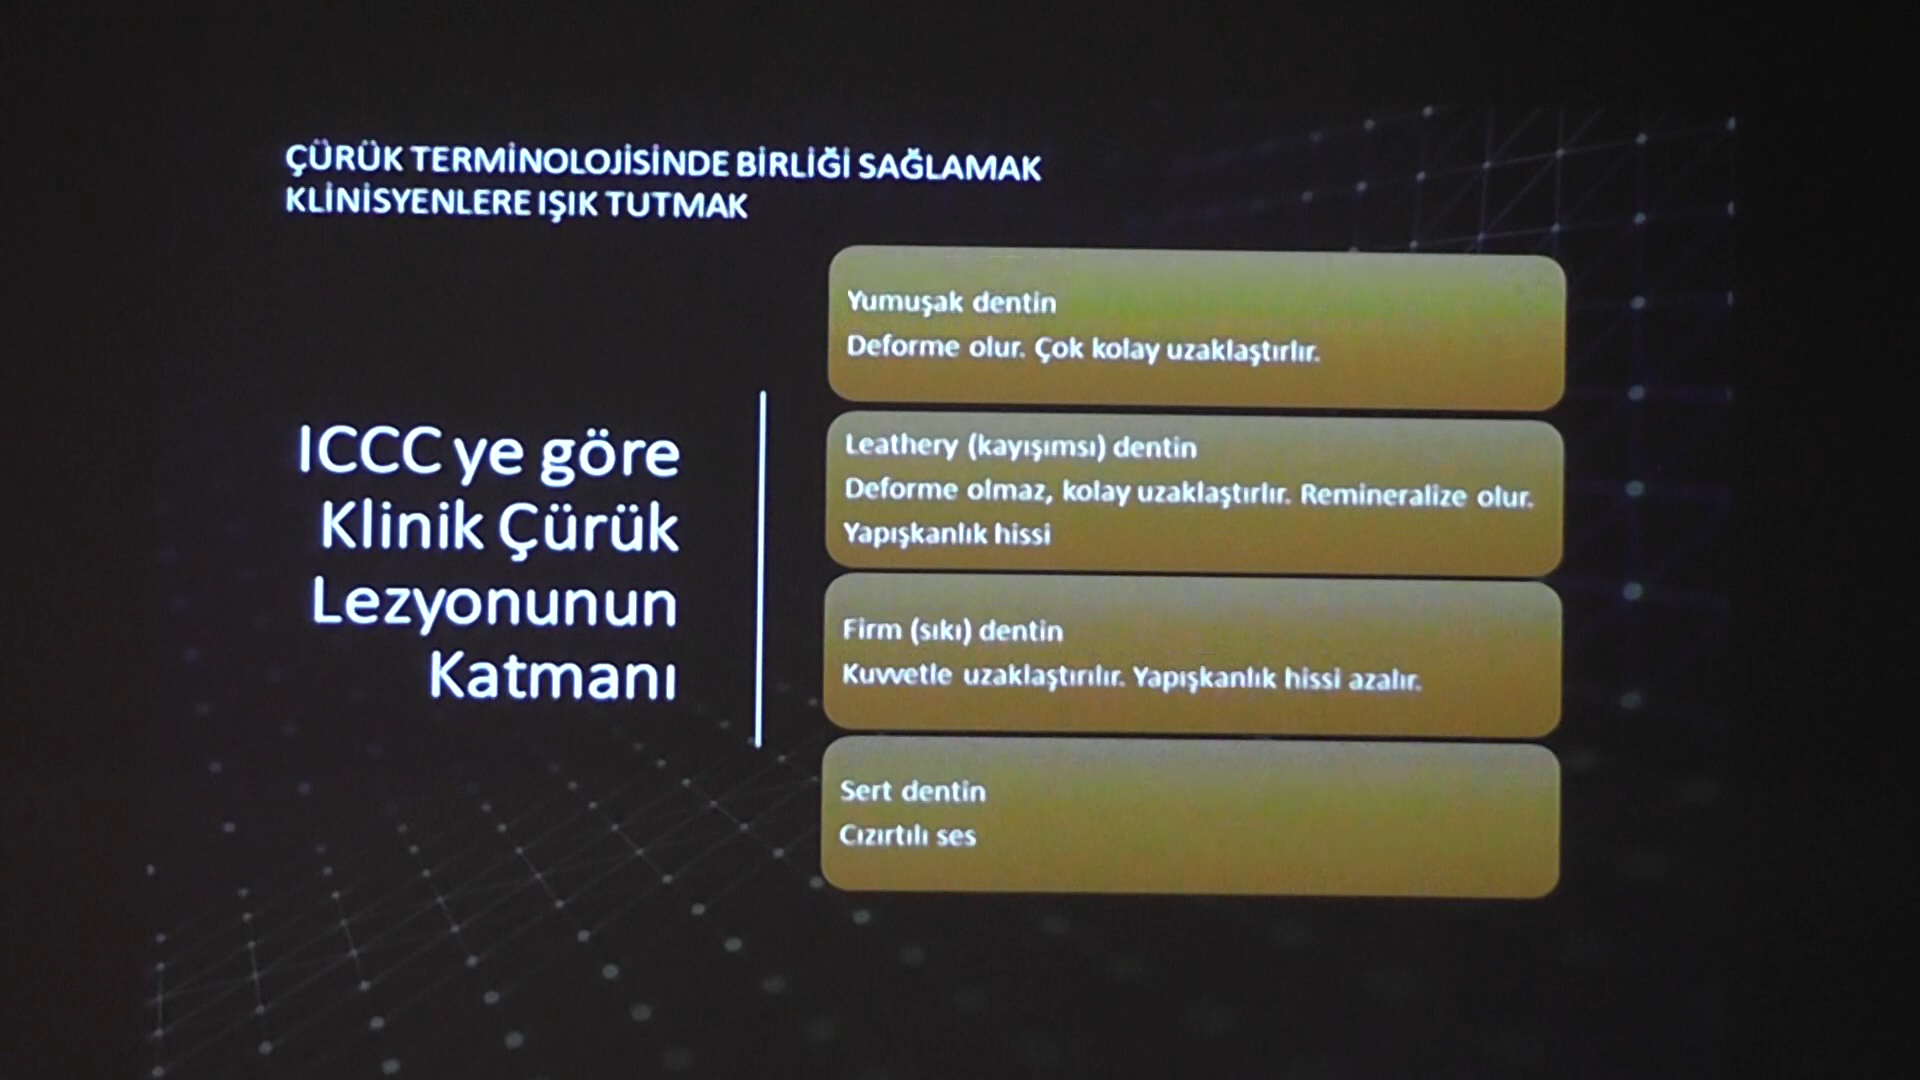 ÇÜRÜK TERMİNOLOJİSİNDE BİRLİĞİ SAĞLAMAK
KLİNİSYENLERE IŞIK TUTMAK
ICCC ye göre
Klinik Çürük
Lezyonunun
Katmanı
Yumuşak dentin
Deforme olur. Çok kolay uzaklaştırlır.
Leathery (kayışımsı) dentin
Deforme olmaz, kolay uzaklaştırlır. Remineralize olur.
Yapışkanlık hissi
Firm (sıkı) dentin
Kuvvetle uzaklaştırılır. Yapışkanlık hissi azalır.
Sert dentin
Cızırtılı ses